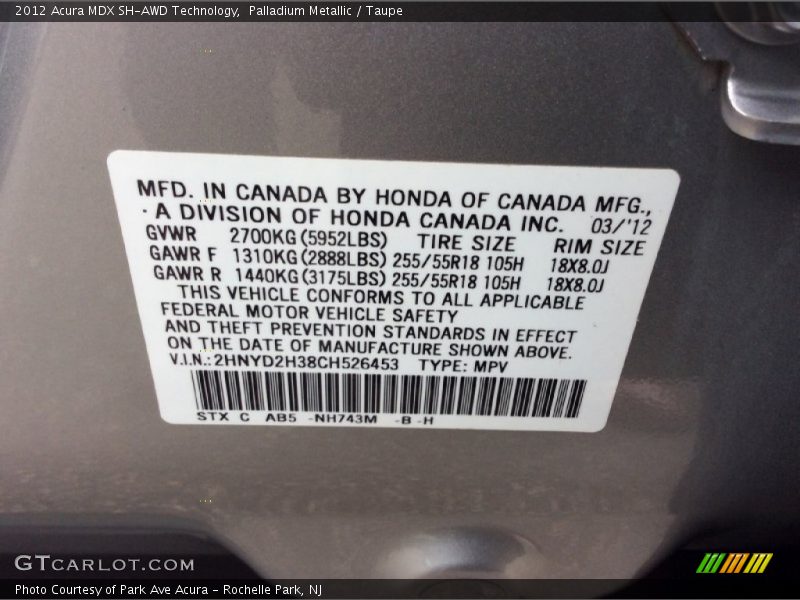 2012 Acura MDX SH-AWD Technology,  Palladium Metallic / Taupe
MFD. IN CANADA BY HONDA OF CANADA MFG.,
· A DIVISION OF HONDA CANADA INC. 03/'12
GVWR 2700KG (5952LBS) TIRE SIZE RIM SIZE
GAWR F 1310KG (2888LBS) 255/55R18 105H 18X8.0J
GAWR R 1440KG (3175LBS) 255/55R18 105H 18X8.0J
THIS VEHICLE CONFORMS TO ALL APPLICABLE
FEDERAL MOTOR VEHICLE SAFETY
AND THEFT PREVENTION STANDARDS IN EFFECT
ON THE DATE OF MANUFACTURE SHOWN ABOVE.
V.I.N.: 2HNYD2H38CH526453 TYPE: MPV
STX C AB5 -NH743M -B -H
GTCARLOT.COM
Photo Courtesy of Park Ave Acura - Rochelle Park, NJ